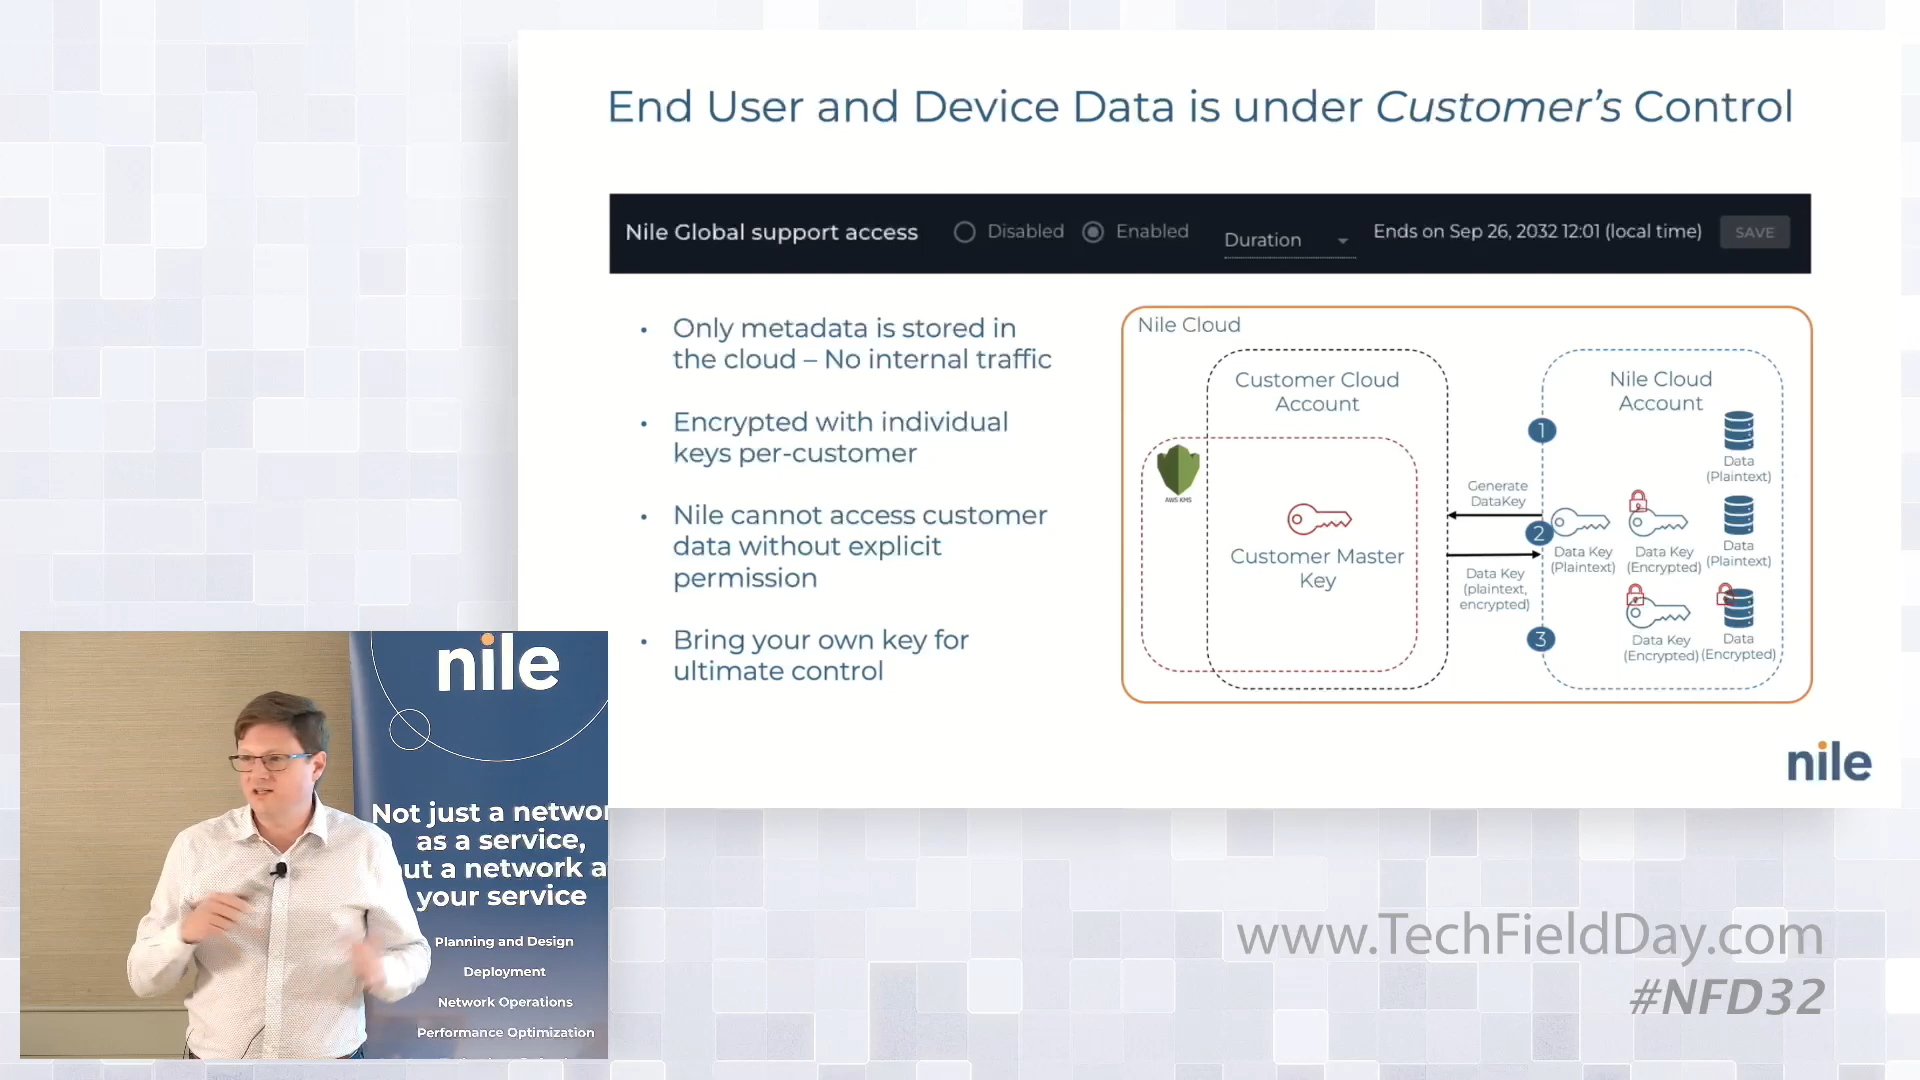 End User and Device Data is under Customer’s Control
Nile Global support access
Disabled
Enabled
Duration
Ends on Sep 26, 2032 12:01 (local time)
SAVE
• Only metadata is stored in
the cloud – No internal traffic
• Encrypted with individual
keys per-customer
• Nile cannot access customer
data without explicit
permission
• Bring your own key for
ultimate control
Nile Cloud
Customer Cloud
Account
AWS KMS
Customer Master
Key
Generate
DataKey
Data Key
(plaintext,
encrypted)
Nile Cloud
Account
1
Data
(Plaintext)
2
Data Key
(Plaintext)
Data Key
(Encrypted)
Data
(Plaintext)
3
Data Key
(Encrypted)
Data
(Encrypted)
nile
nile
Not just a networ
as a service,
out a network a
your service
Planning and Design
Deployment
Network Operations
Performance Optimization
www.TechFieldDay.com
#NFD32